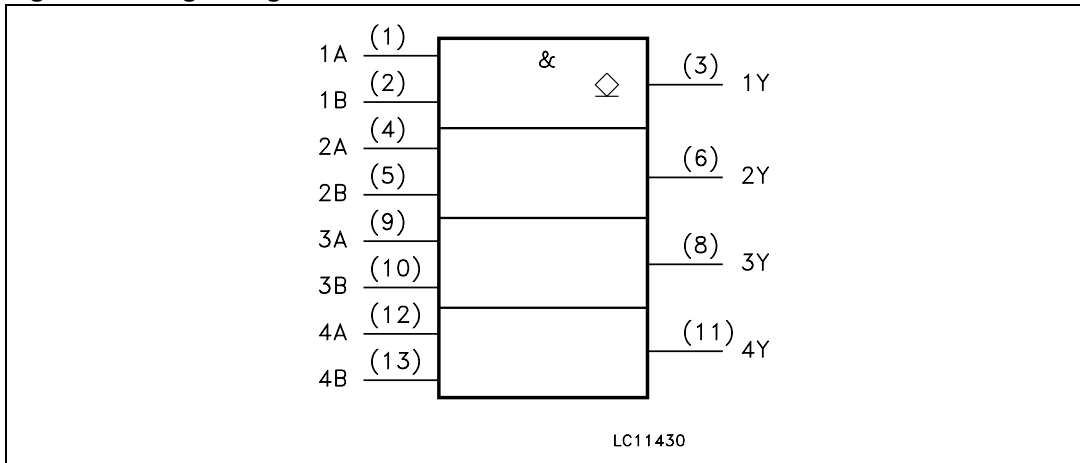 1A (1)
1B (2)
2A (4)
2B (5)
3A (9)
3B (10)
4A (12)
4B (13)
&
(3) 1Y
(6) 2Y
(8) 3Y
(11) 4Y
LC11430